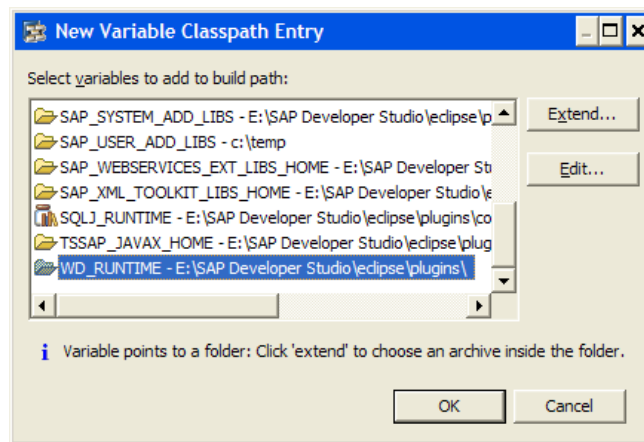 New Variable Classpath Entry
Select variables to add to build path:
SAP_SYSTEM_ADD_LIBS - E:\SAP Developer Studio\eclipse\p
Extend...
SAP_USER_ADD_LIBS - c:\temp
SAP_WEBSERVICES_EXT_LIBS_HOME - E:\SAP Developer St
Edit...
SAP_XML_TOOLKIT_LIBS_HOME - E:\SAP Developer Studio\e
SQLJ_RUNTIME - E:\SAP Developer Studio\eclipse\plugins\co
TSSAP_JAVAX_HOME - E:\SAP Developer Studio\eclipse\plug
WD_RUNTIME - E:\SAP Developer Studio\eclipse\plugins\
i Variable points to a folder: Click 'extend' to choose an archive inside the folder.
OK Cancel